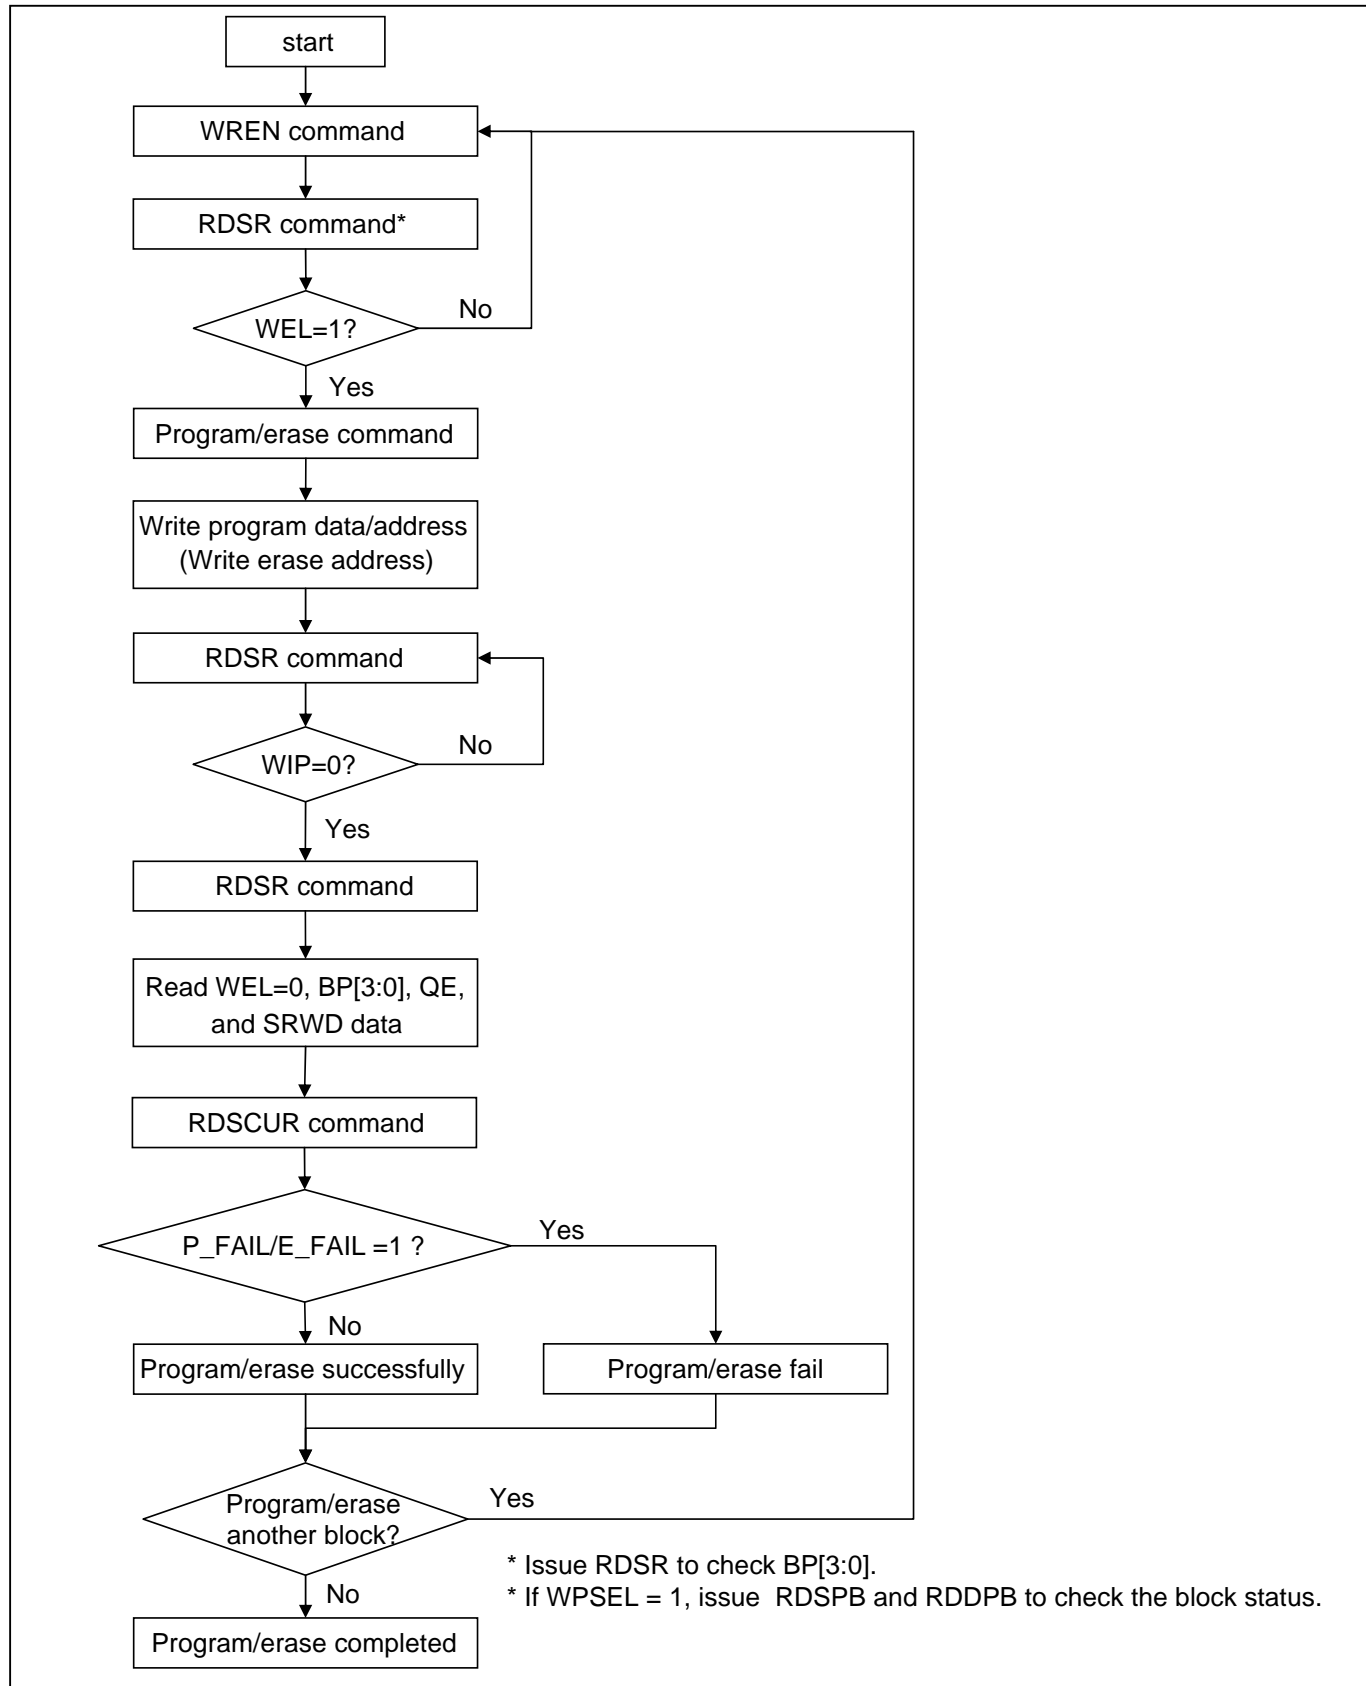 start
WREN command
RDSR command*
WEL=1?
No
Yes
Program/erase command
Write program data/address
(Write erase address)
RDSR command
WIP=0?
No
Yes
RDSR command
Read WEL=0, BP[3:0], QE,
and SRWD data
RDSCUR command
P_FAIL/E_FAIL =1 ?
Yes
No
Program/erase successfully
Program/erase fail
Program/erase
another block?
Yes
No
* Issue RDSR to check BP[3:0].
* If WPSEL = 1, issue  RDSPB and RDDPB to check the block status.
Program/erase completed